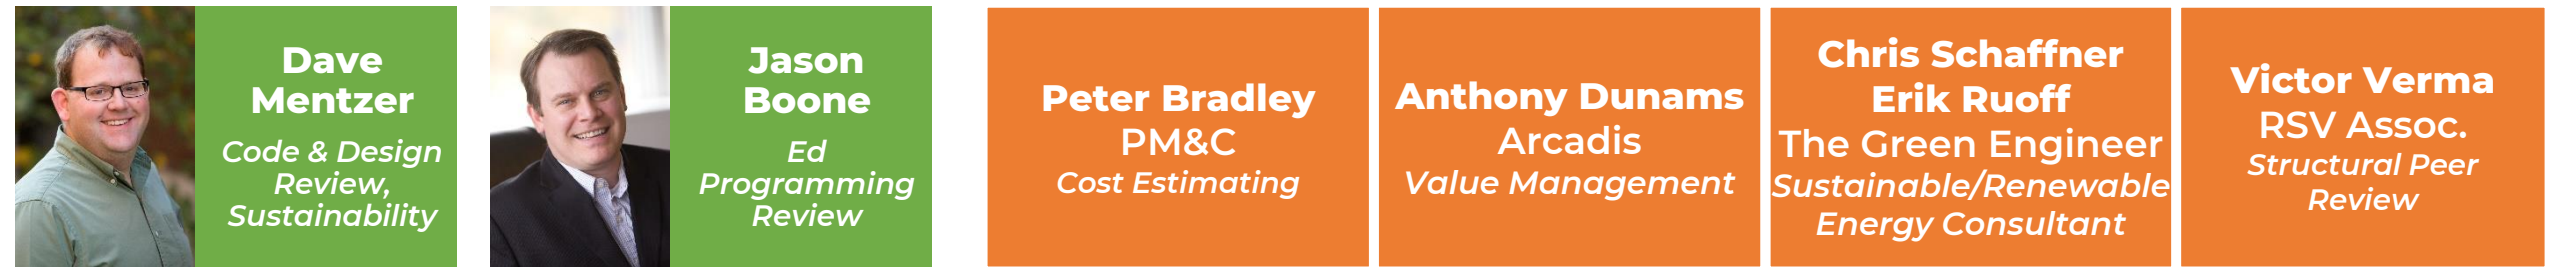 Dave
Mentzer
Code & Design
Review,
Sustainability
Jason
Boone
Ed
Programming
Review
Peter Bradley
PM&C
Cost Estimating
Anthony Dunams
Arcadis
Value Management
Chris Schaffner
Erik Ruoff
The Green Engineer
Sustainable/Renewable
Energy Consultant
Victor Verma
RSV Assoc.
Structural Peer
Review